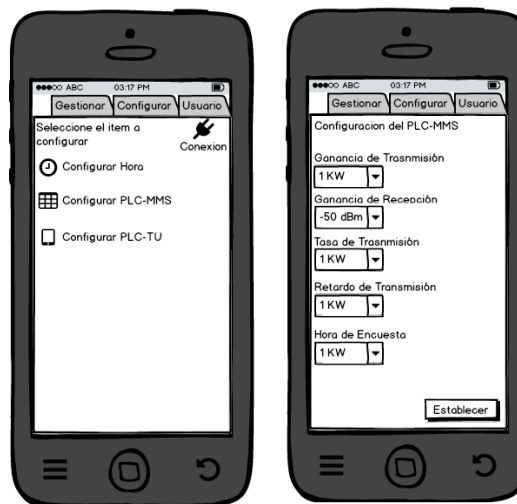 ABC 03:17 PM
Gestionar Configurar Usuario
Seleccione el item a
configurar
Conexion
Configurar Hora
Configurar PLC-MMS
Configurar PLC-TU
ABC 03:17 PM
Gestionar Configurar Usuario
Configuracion del PLC-MMS
Ganancia de Trasnmisión
1 KW
Ganancia de Recepción
-50 dBm
Tasa de Trasnmisión
1 KW
Retardo de Transmisión
1 KW
Hora de Encuesta
1 KW
Establecer